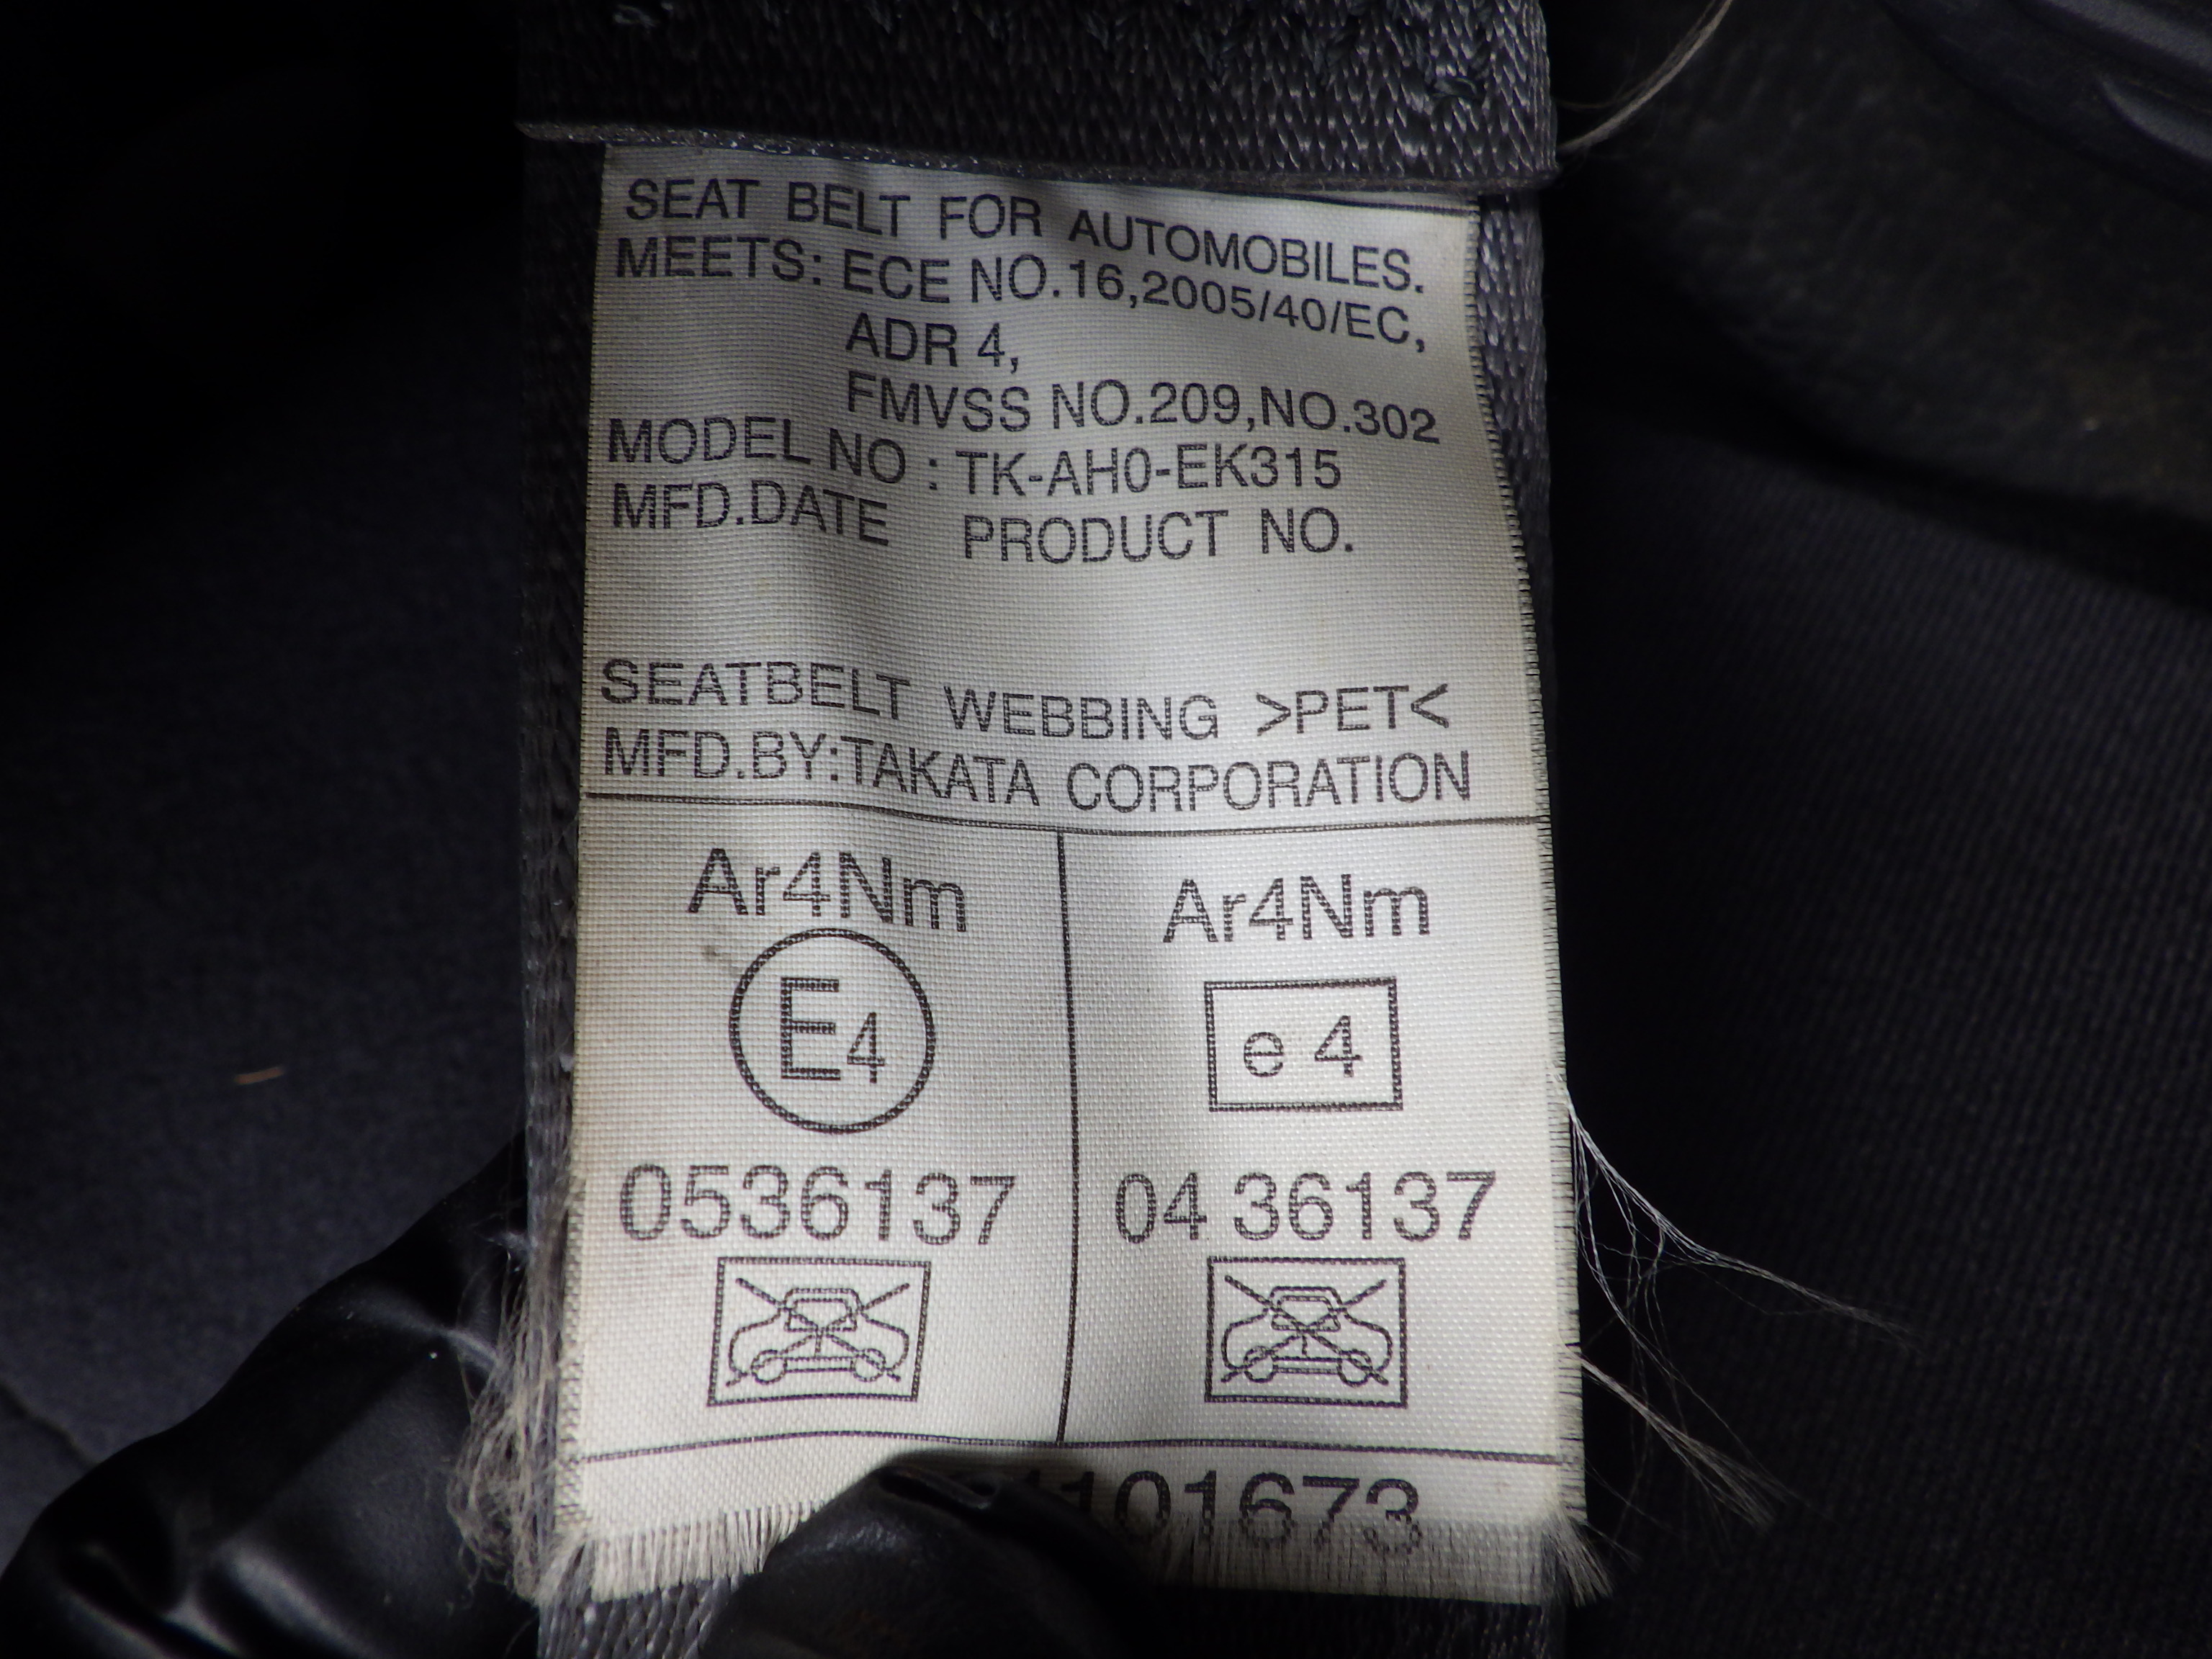 SEAT BELT FOR AUTOMOBILES.
MEETS: ECE NO.16,2005/40/EC,
ADR 4,
FMVSS NO.209,NO.302
MODEL NO : TK-AH0-EK315
MFD.DATE PRODUCT NO.
SEATBELT WEBBING >PET<
MFD.BY:TAKATA CORPORATION
Ar4Nm
E4
0536137
Ar4Nm
e 4
04 36137